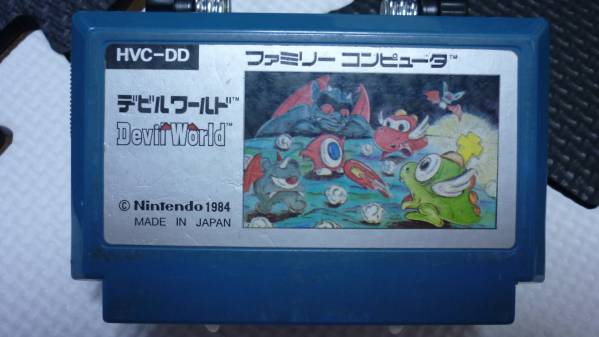 HVC-DD
ファミリー コンピュータ™
デビルワールド™
Devil World™
© Nintendo 1984
MADE IN JAPAN